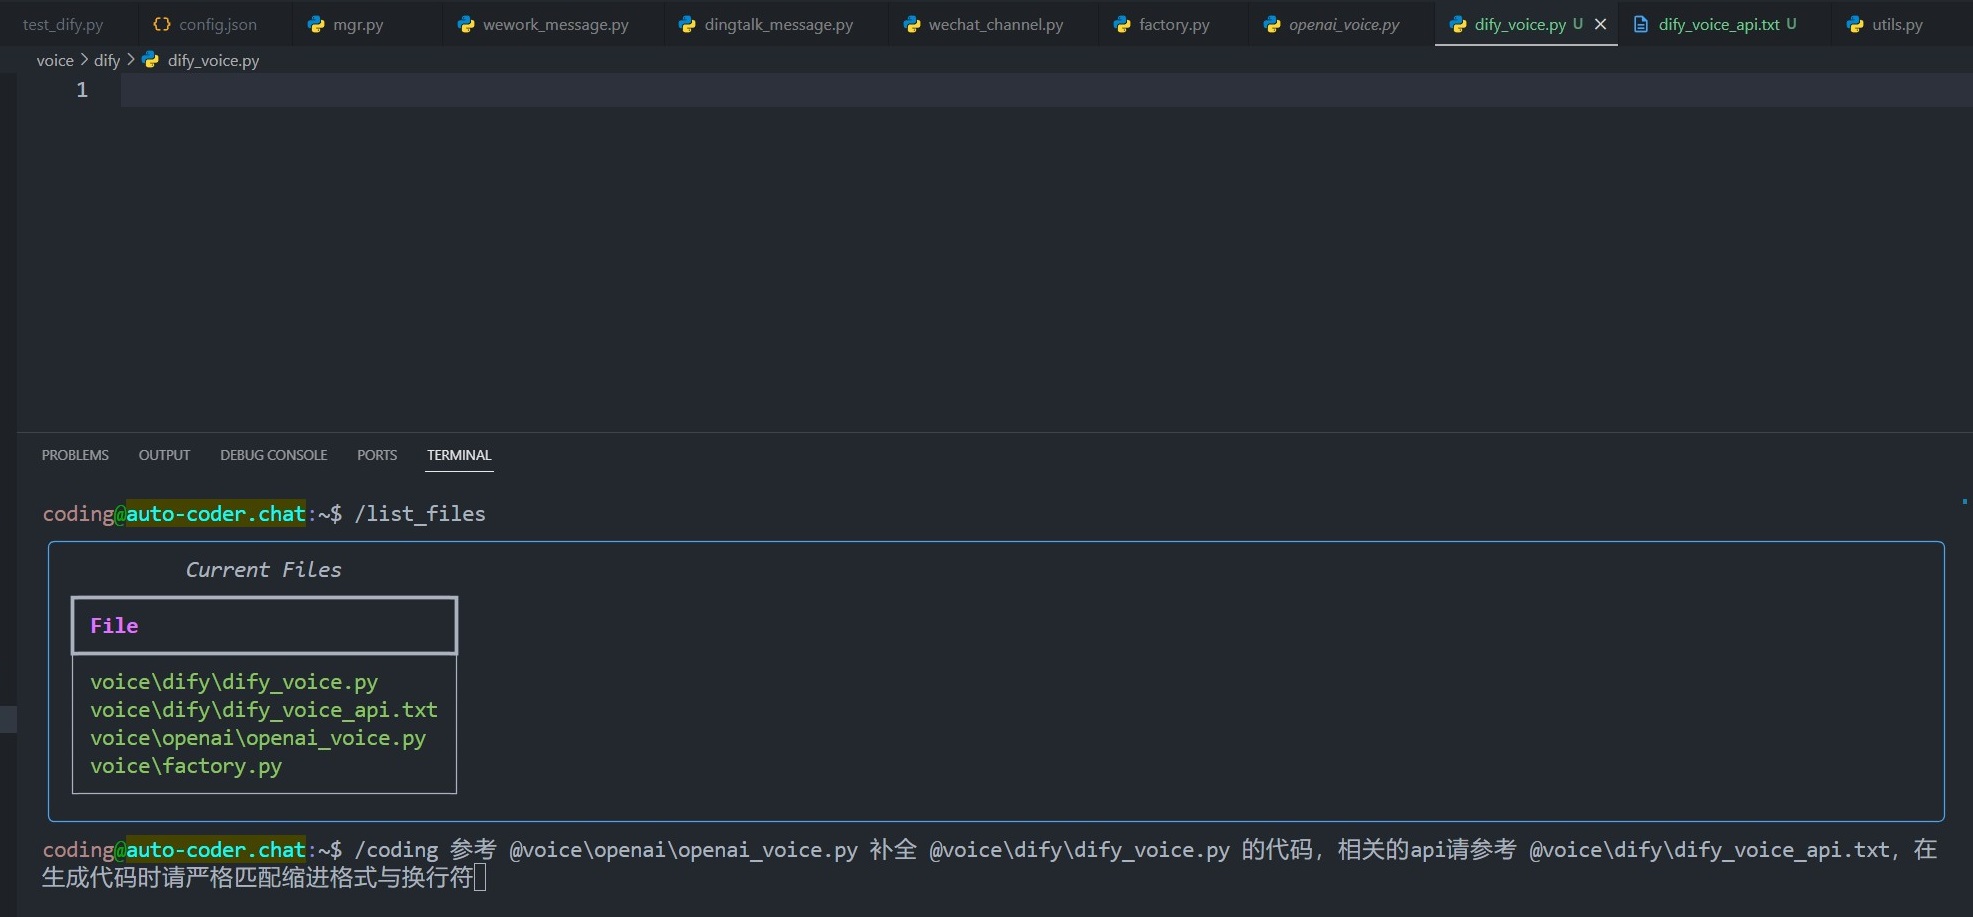 test_dify.py {} config.json mgr.py wework_message.py dingtalk_message.py wechat_channel.py factory.py openai_voice.py dify_voice.py U × dify_voice_api.txt U utils.py
voice > dify > dify_voice.py
1
PROBLEMS OUTPUT DEBUG CONSOLE PORTS TERMINAL
coding@auto-coder.chat:~$ /list_files
Current Files
File
voice\dify\dify_voice.py
voice\dify\dify_voice_api.txt
voice\openai\openai_voice.py
voice\factory.py
coding@auto-coder.chat:~$ /coding 参考 @voice\openai\openai_voice.py 补全 @voice\dify\dify_voice.py 的代码，相关的api请参考 @voice\dify\dify_voice_api.txt，在
生成代码时请严格匹配缩进格式与换行符